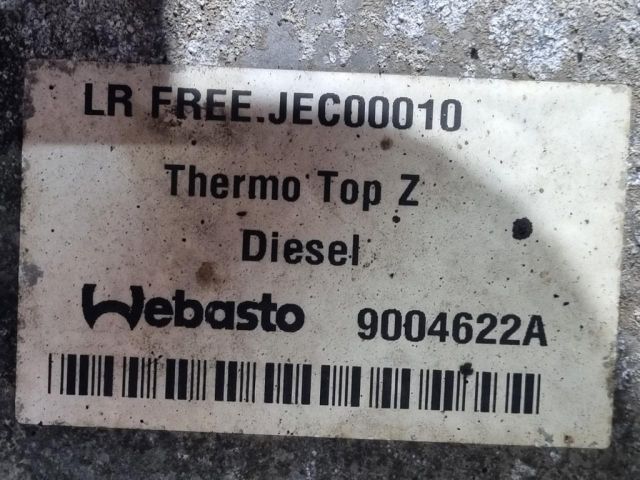 LR FREE.JEC00010
Thermo Top Z
Diesel
Webasto 9004622A